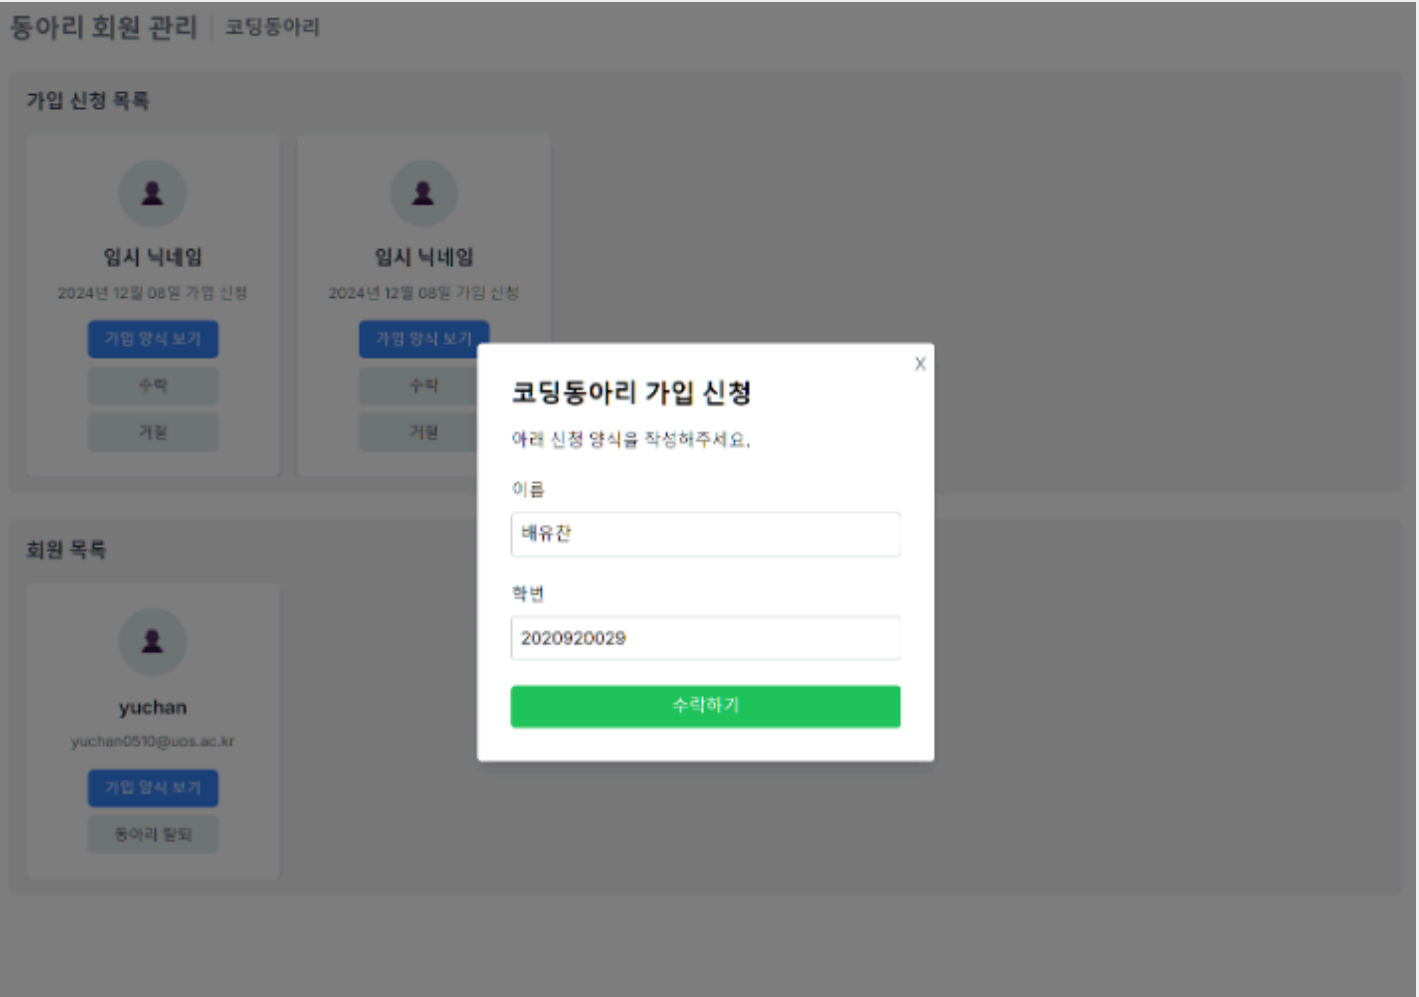 동아리 회원 관리 | 코딩동아리
가입 신청 목록
임시 닉네임
2024년 12월 08일 가입 신청
가입 양식 보기
수락
거절
임시 닉네임
2024년 12월 08일 가입 신청
가입 양식 보기
수락
거절
X
코딩동아리 가입 신청
아래 신청 양식을 작성해주세요.
이름
배유찬
학번
2020920029
수락하기
회원 목록
yuchan
yuchan0510@uos.ac.kr
가입 양식 보기
동아리 탈퇴